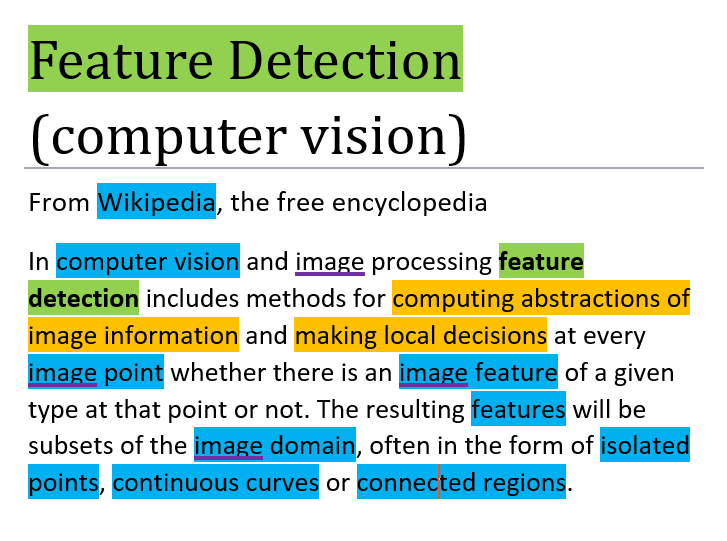 Feature Detection
(computer vision)
From Wikipedia, the free encyclopedia
In computer vision and image processing feature
detection includes methods for computing abstractions of
image information and making local decisions at every
image point whether there is an image feature of a given
type at that point or not. The resulting features will be
subsets of the image domain, often in the form of isolated
points, continuous curves or connected regions.